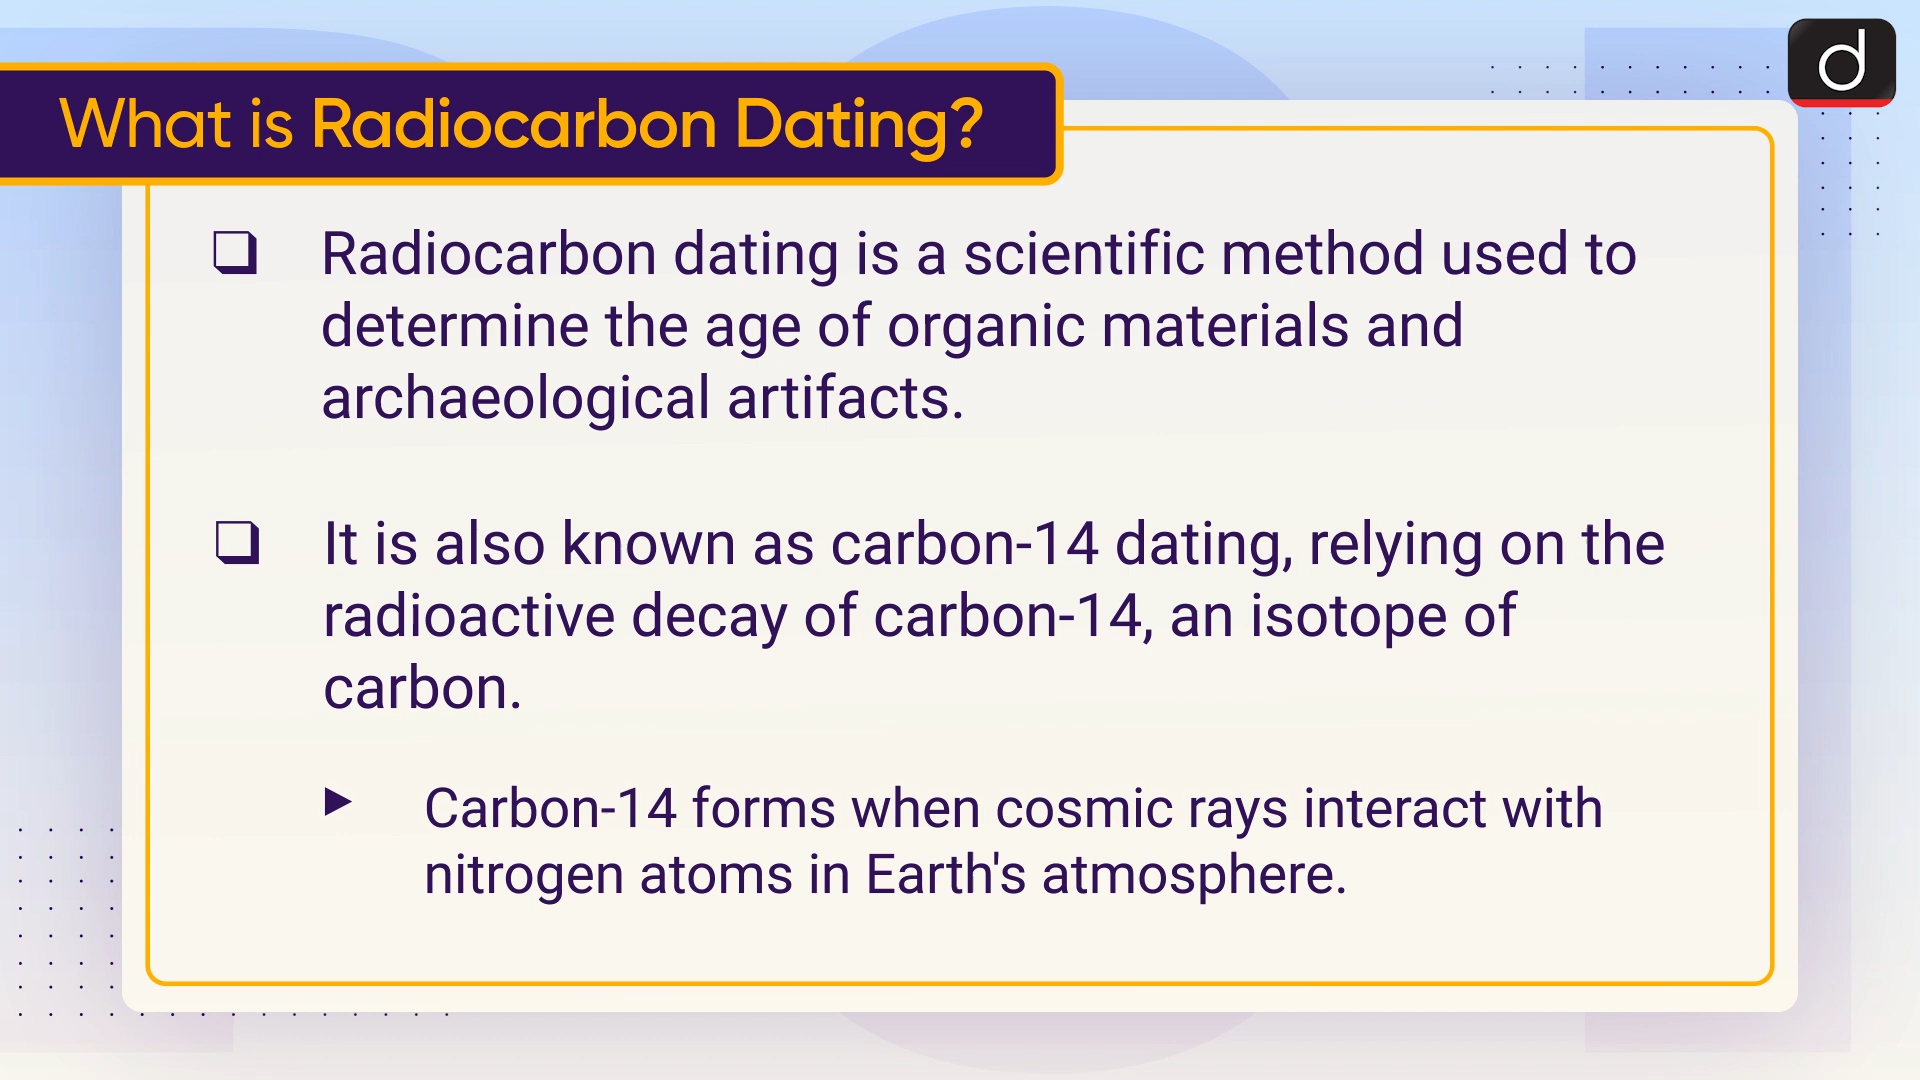 What is Radiocarbon Dating?
d
❑ Radiocarbon dating is a scientific method used to
determine the age of organic materials and
archaeological artifacts.
❑ It is also known as carbon-14 dating, relying on the
radioactive decay of carbon-14, an isotope of
carbon.
► Carbon-14 forms when cosmic rays interact with
nitrogen atoms in Earth's atmosphere.